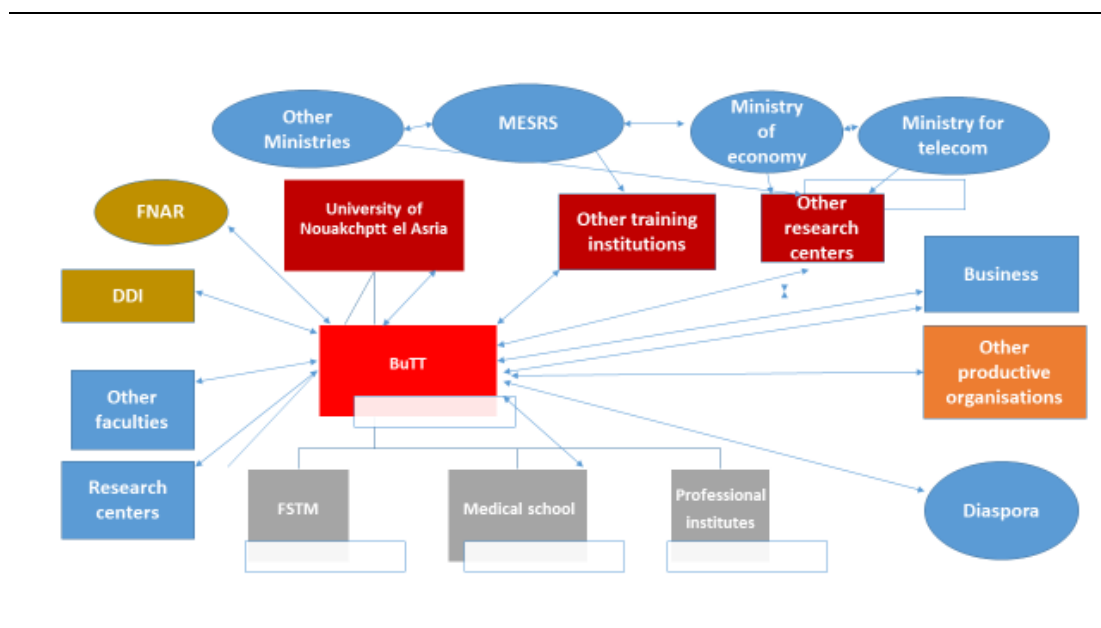 Other
Ministries
MESRS
Ministry
of
economy
Ministry for
telecom
FNAR
University of
Nouakchptt el Asria
Other training
institutions
Other
research
centers
Business
DDI
BuTT
Other
productive
organisations
Other
faculties
Research
centers
FSTM
Medical school
Professional
institutes
Diaspora